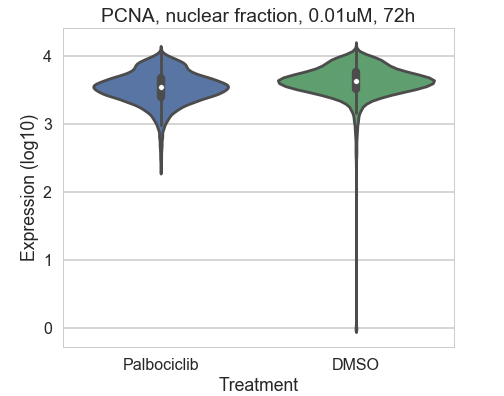 PCNA, nuclear fraction, 0.01uM, 72h
Expression (log10)
4
3
2
1
0
Palbociclib
DMSO
Treatment